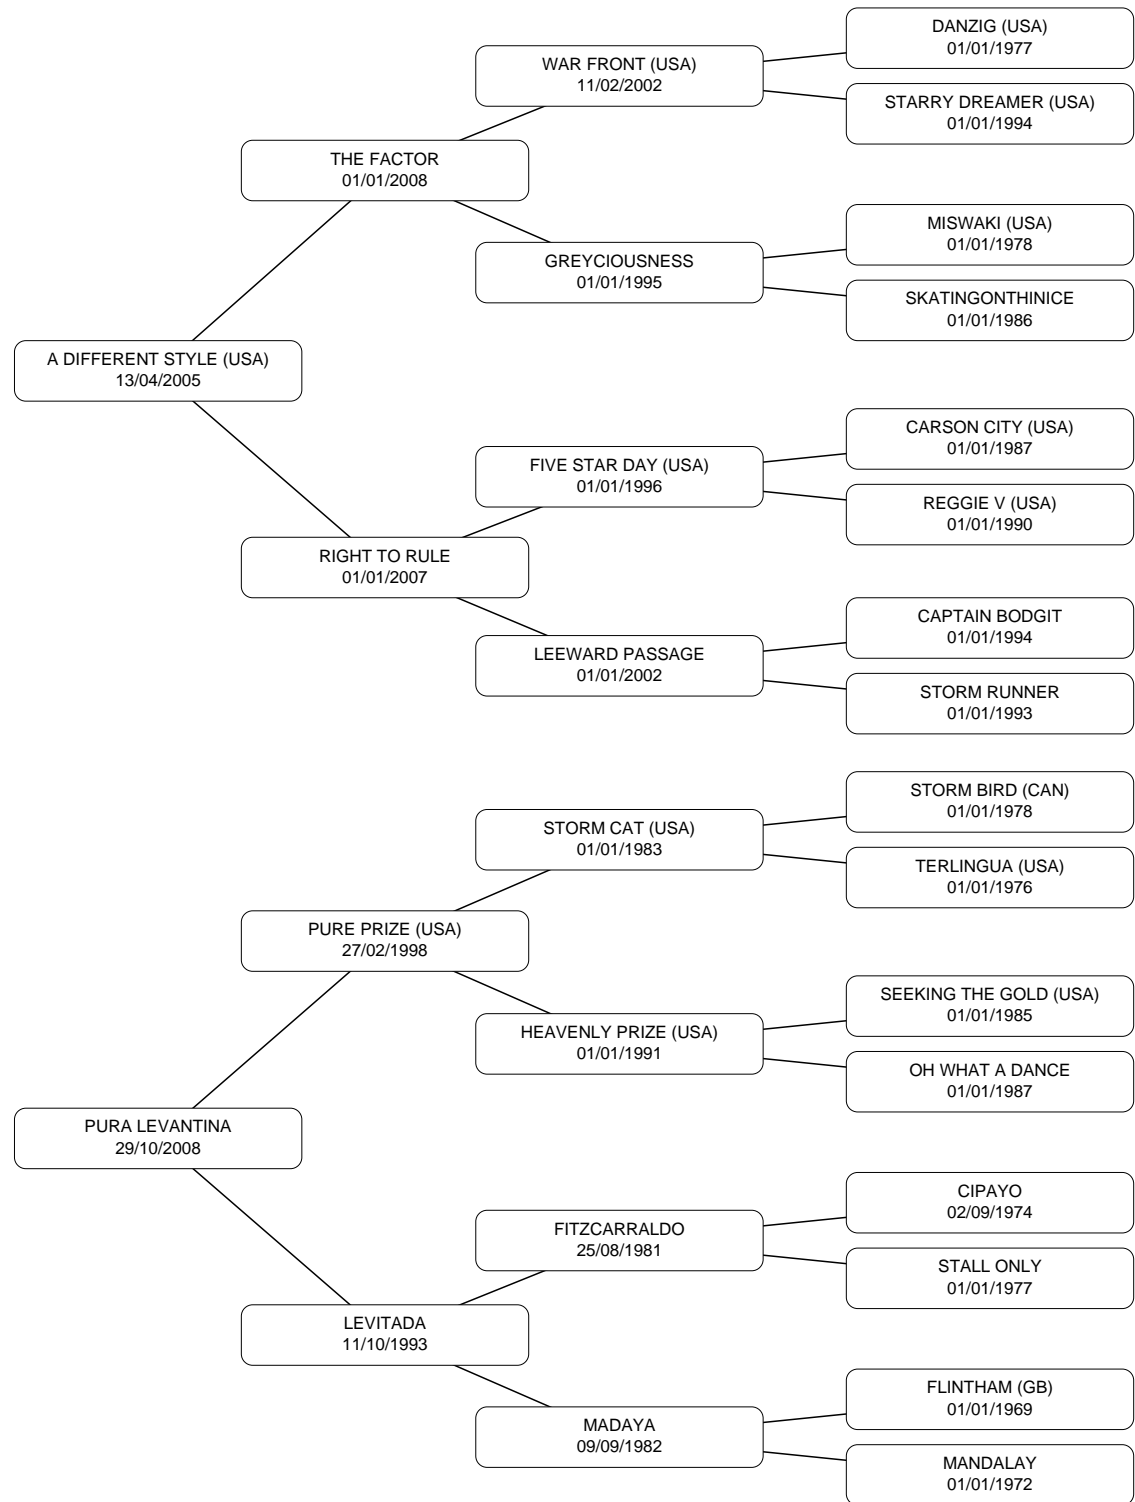 DANZIG (USA)
01/01/1977
WAR FRONT (USA)
11/02/2002
STARRY DREAMER (USA)
01/01/1994
THE FACTOR
01/01/2008
MISWAKI (USA)
01/01/1978
GREYCIOUSNESS
01/01/1995
SKATINGONTHINICE
01/01/1986
A DIFFERENT STYLE (USA)
13/04/2005
CARSON CITY (USA)
01/01/1987
FIVE STAR DAY (USA)
01/01/1996
REGGIE V (USA)
01/01/1990
RIGHT TO RULE
01/01/2007
CAPTAIN BODGIT
01/01/1994
LEEWARD PASSAGE
01/01/2002
STORM RUNNER
01/01/1993
STORM BIRD (CAN)
01/01/1978
STORM CAT (USA)
01/01/1983
TERLINGUA (USA)
01/01/1976
PURE PRIZE (USA)
27/02/1998
SEEKING THE GOLD (USA)
01/01/1985
HEAVENLY PRIZE (USA)
01/01/1991
OH WHAT A DANCE
01/01/1987
PURA LEVANTINA
29/10/2008
CIPAYO
02/09/1974
FITZCARRALDO
25/08/1981
STALL ONLY
01/01/1977
LEVITADA
11/10/1993
FLINTHAM (GB)
01/01/1969
MADAYA
09/09/1982
MANDALAY
01/01/1972